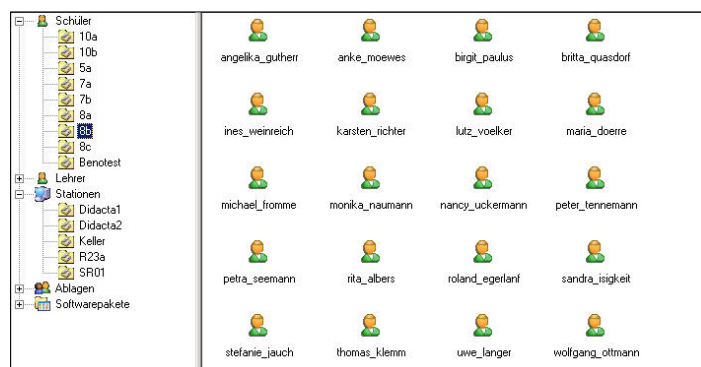 Schüler
10a
10b
5a
7a
7b
8a
8b
8c
Benotest
Lehrer
Stationen
Didacta1
Didacta2
Keller
R23a
SR01
Ablagen
Softwarepakete
angelika_gutherr anke_moewes birgit_paulus britta_quasdorf
ines_weinreich karsten_richter lutz_voelker maria_doerre
michael_fromme monika_naumann nancy_uckermann peter_tennemann
petra_seemann rita_albers roland_egerlanf sandra_isigkeit
stefanie_jauch thomas_klemm uwe_langer wolfgang_ottmann